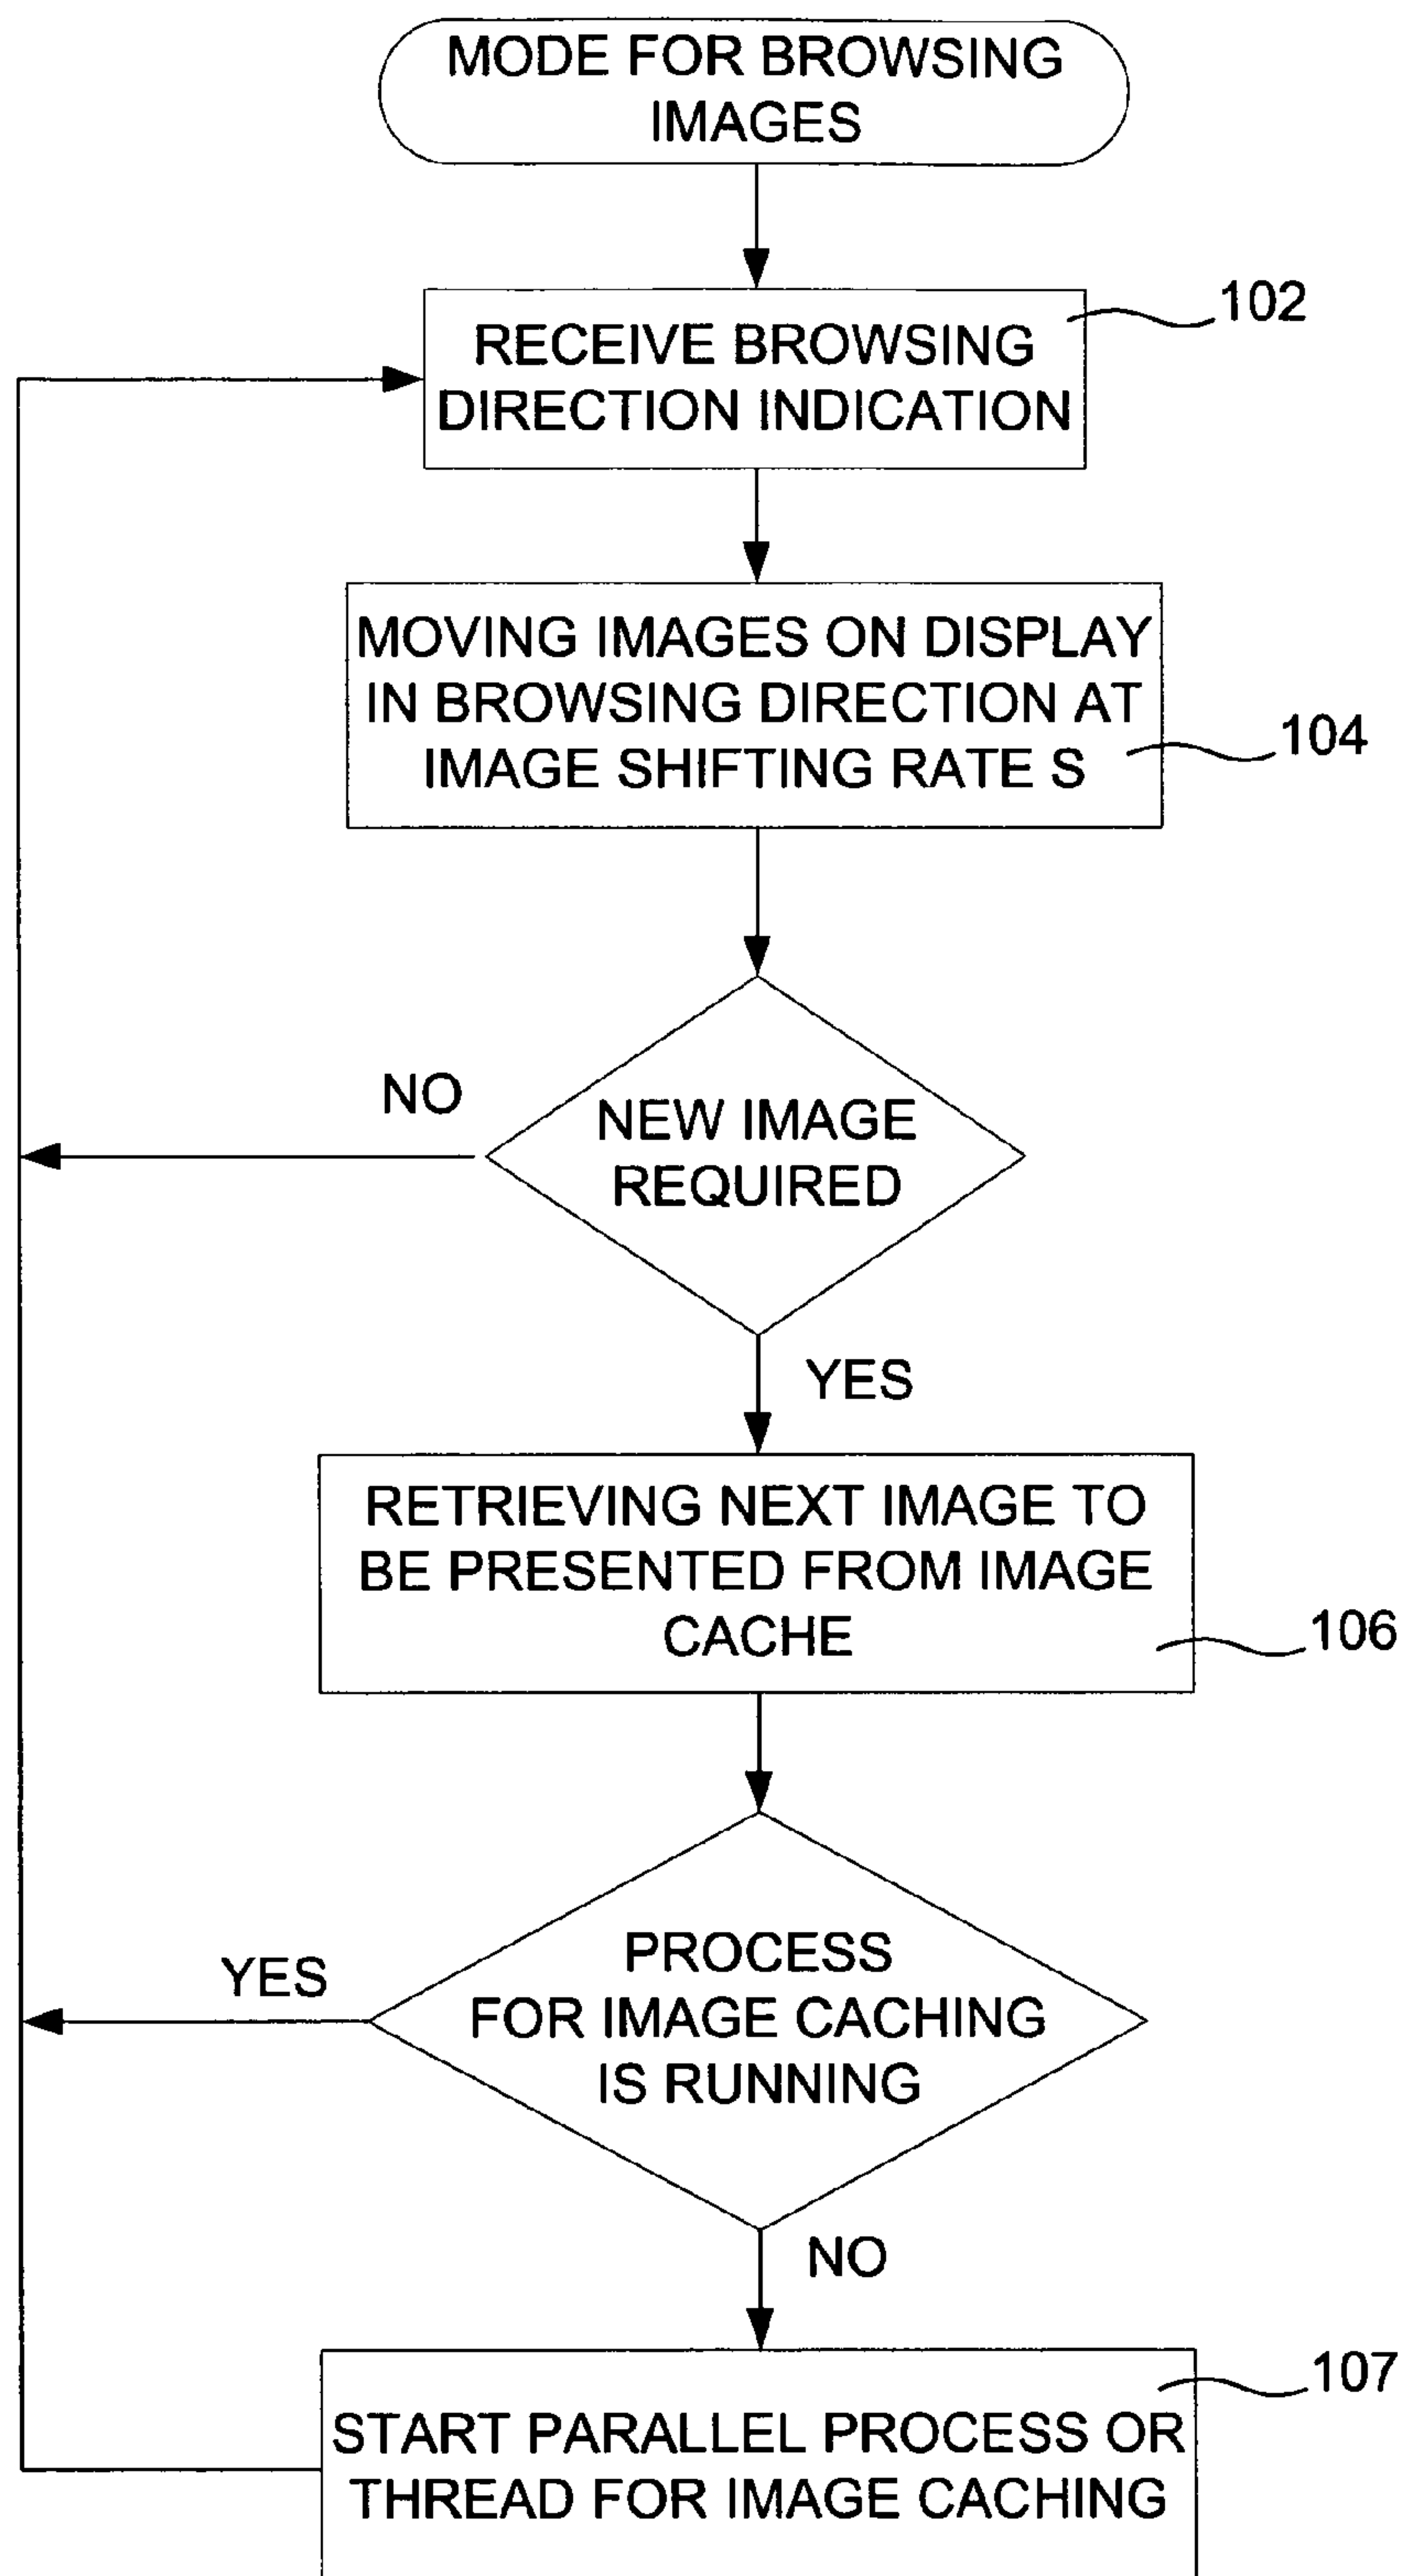 MODE FOR BROWSING
IMAGES
102
RECEIVE BROWSING
DIRECTION INDICATION
MOVING IMAGES ON DISPLAY
IN BROWSING DIRECTION AT
IMAGE SHIFTING RATE S
104
NO
NEW IMAGE
REQUIRED
YES
RETRIEVING NEXT IMAGE TO
BE PRESENTED FROM IMAGE
CACHE
106
YES
PROCESS
FOR IMAGE CACHING
IS RUNNING
NO
107
START PARALLEL PROCESS OR
THREAD FOR IMAGE CACHING